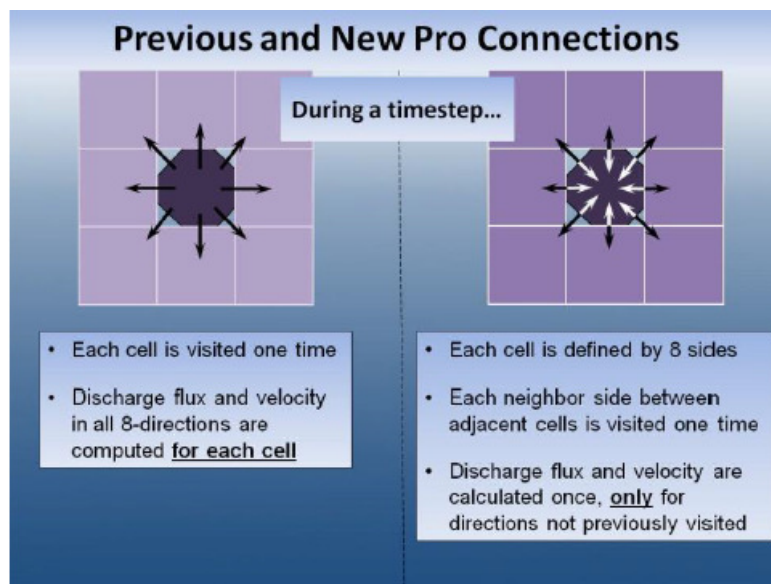 Previous and New Pro Connections
During a timestep...
• Each cell is visited one time
• Discharge flux and velocity
in all 8-directions are
computed for each cell
• Each cell is defined by 8 sides
• Each neighbor side between
adjacent cells is visited one time
• Discharge flux and velocity are
calculated once, only for
directions not previously visited